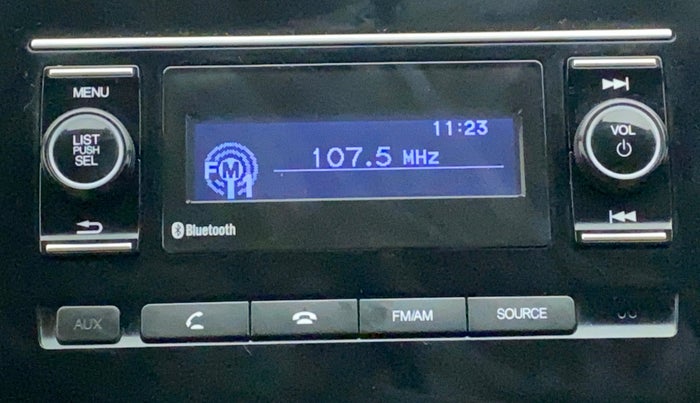 MENU
LIST
PUSH
SEL
11:23
FM
107.5 MHz
Bluetooth
VOL
AUX
FM/AM
SOURCE